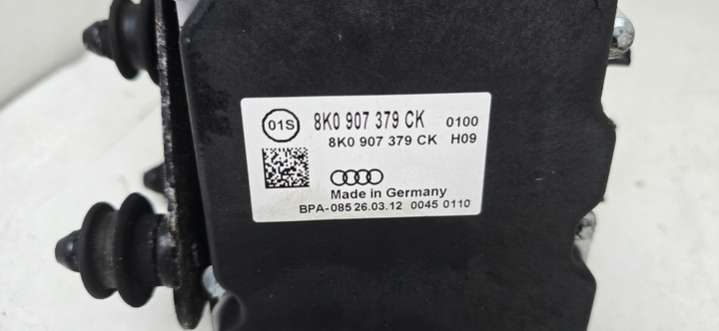 01S 8K0 907 379 CK 0100
8K0 907 379 CK H09
Made in Germany
BPA-085 26.03.12 0045 0110